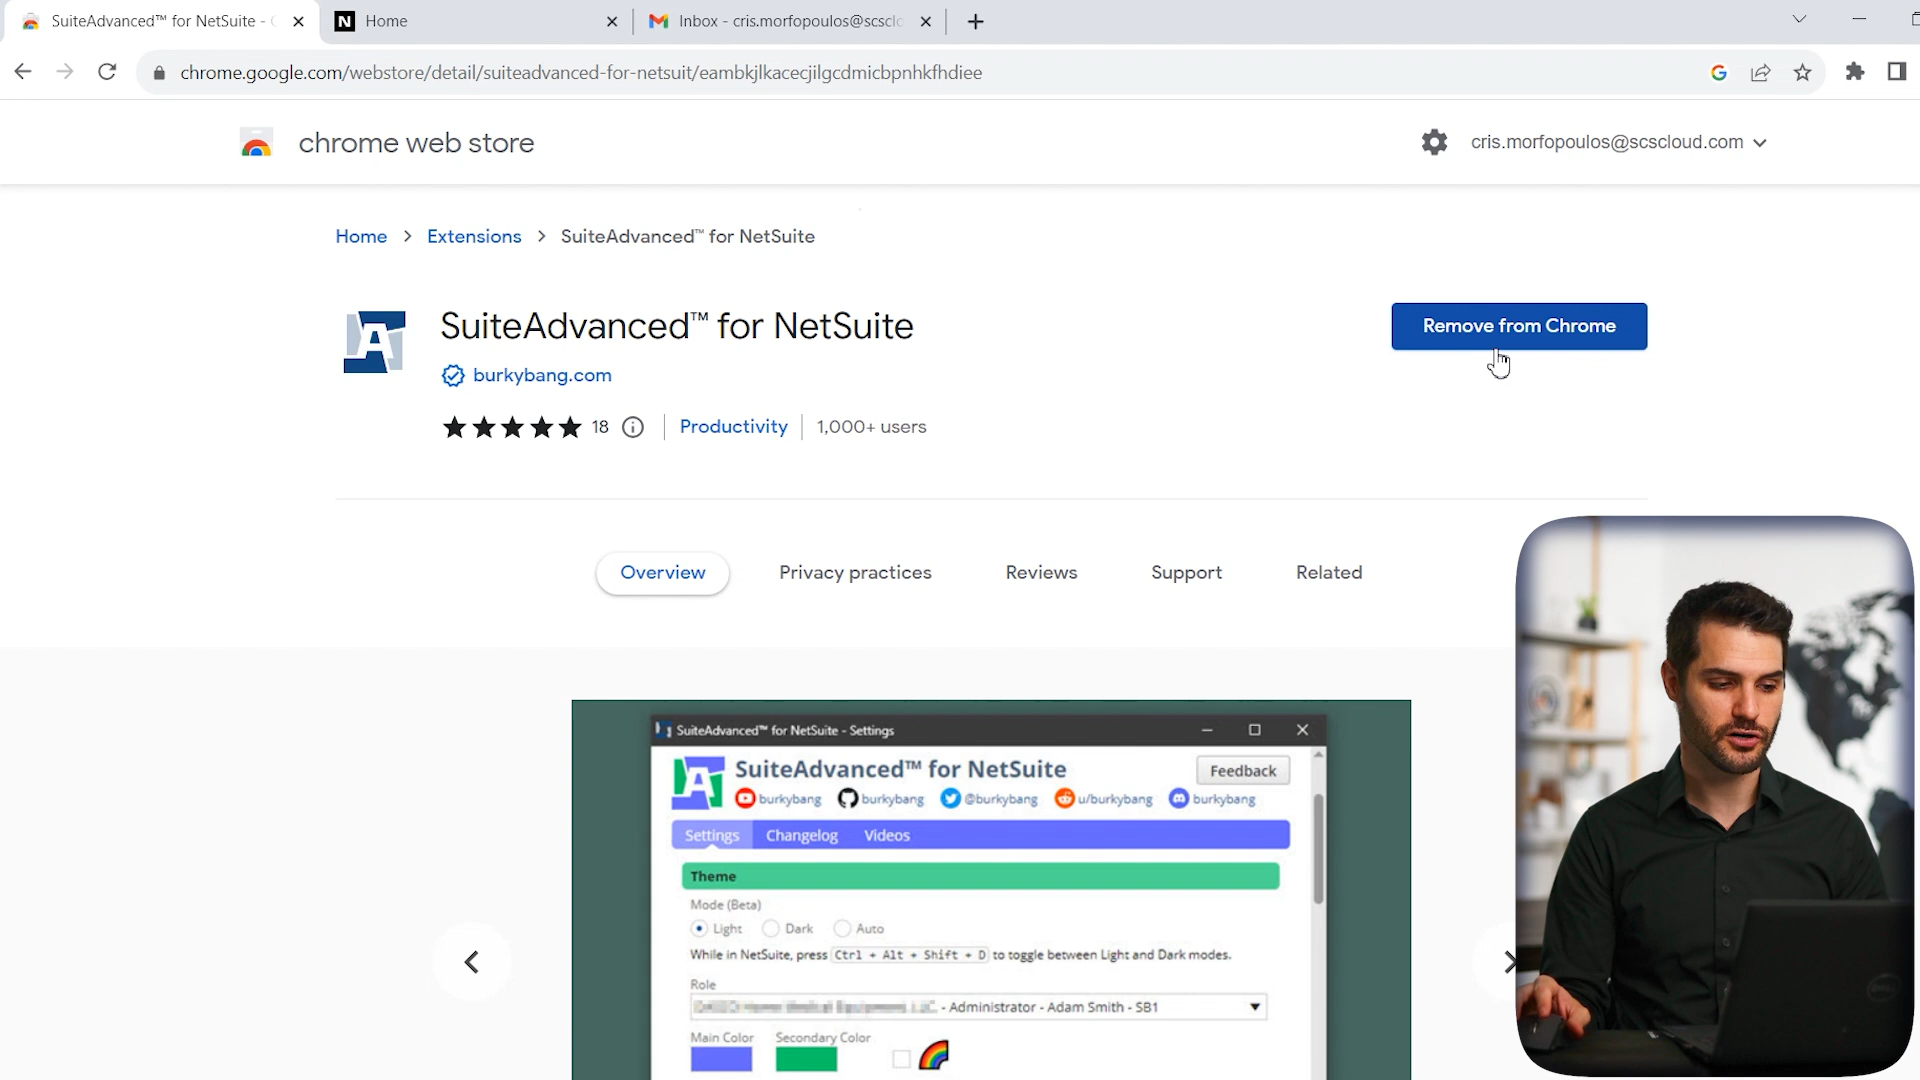 SuiteAdvanced™ for NetSuite -
Home
Inbox - cris.morfopoulos@scscl
chrome.google.com/webstore/detail/suiteadvanced-for-netsuit/eambkjlkacecjilgcdmicbpnhkfhdiee
chrome web store
cris.morfopoulos@scscloud.com
Home > Extensions > SuiteAdvanced™ for NetSuite
SuiteAdvanced™ for NetSuite
Remove from Chrome
burkybang.com
18
Productivity
1,000+ users
Overview
Privacy practices
Reviews
Support
Related
SuiteAdvanced™ for NetSuite - Settings
SuiteAdvanced™ for NetSuite
Feedback
burkybang burkybang @burkybang u/burkybang burkybang
Settings Changelog Videos
Theme
Mode (Beta)
Light Dark Auto
While in NetSuite, press Ctrl + Alt + Shift + D to toggle between Light and Dark modes.
Role
- Administrator - Adam Smith - SB1
Main Color Secondary Color